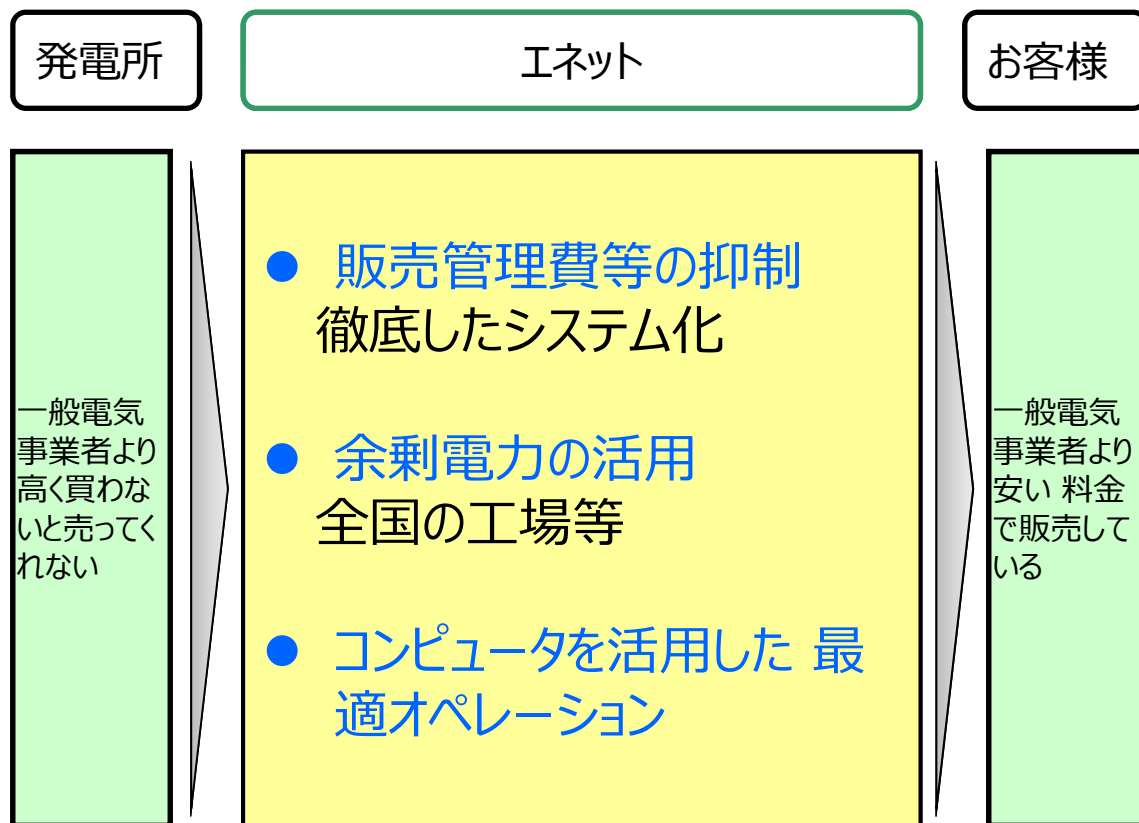 発電所
エネット
お客様
一般電気
事業者より
高く買わな
いと売ってく
れない
● 販売管理費等の抑制
徹底したシステム化
● 余剰電力の活用
全国の工場等
● コンピュータを活用した 最
適オペレーション
一般電気
事業者より
安い 料金
で販売して
いる